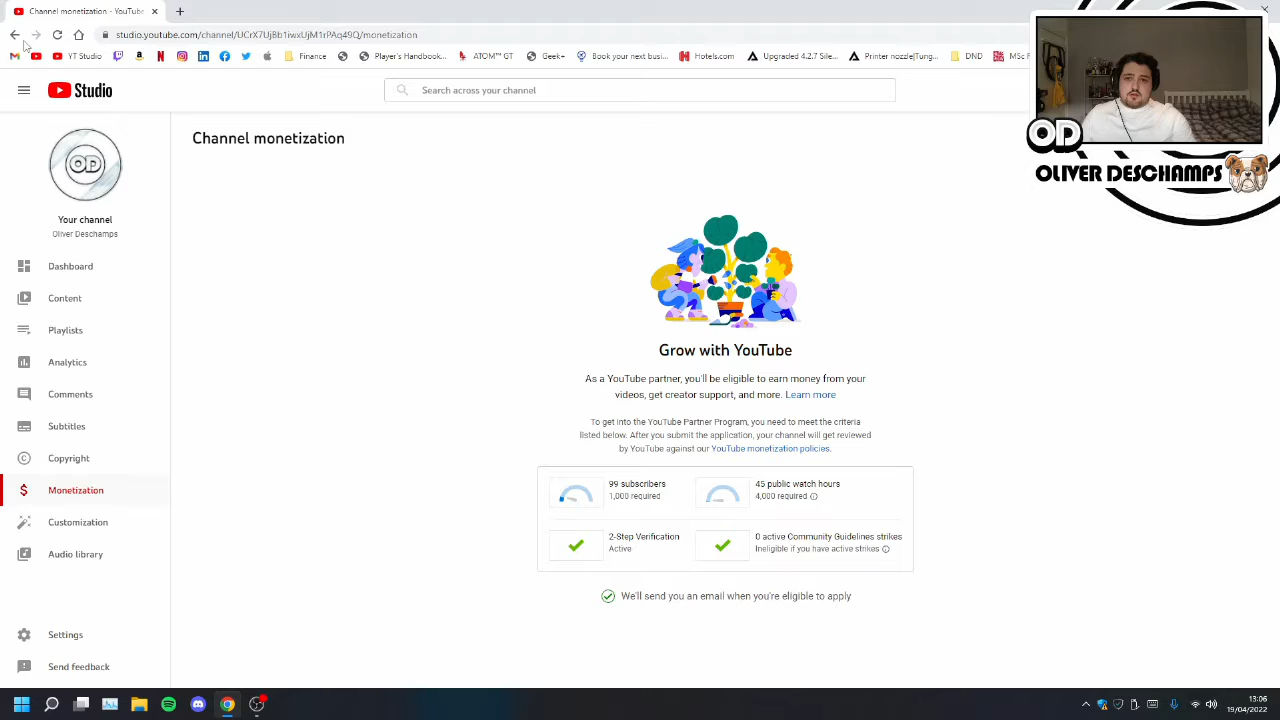 Channel monetization - YouTube
studio.youtube.com/channel/UCrX7UjBb1iwxUjM1rPAq49Q/monetization
YT Studio
Finance
Player's Handbook...
ATOM™ GT
Geek+
Book your next busi...
Hotels.com
Upgraded 4.2.7 Sile...
Printer nozzle|Tung...
DND
MSc F
Studio
Search across your channel
OD
OLIVER DESCHAMPS
Channel monetization
OD
Your channel
Oliver Deschamps
Dashboard
Content
Playlists
Analytics
Comments
Subtitles
Copyright
Monetization
Customization
Audio library
Settings
Send feedback
Grow with YouTube
As a YouTube partner, you'll be eligible to earn money from your
videos, get creator support, and more. Learn more
To get into the YouTube Partner Program, you need to meet the criteria
listed below. After you submit the application, your channel will get reviewed
by YouTube against our YouTube monetization policies.
99 subscribers
1,000 required
45 public watch hours
4,000 required
2-Step Verification
Active
0 active Community Guidelines strikes
Ineligible if you have active strikes
We'll send you an email when you're eligible to apply
13:06
19/04/2022